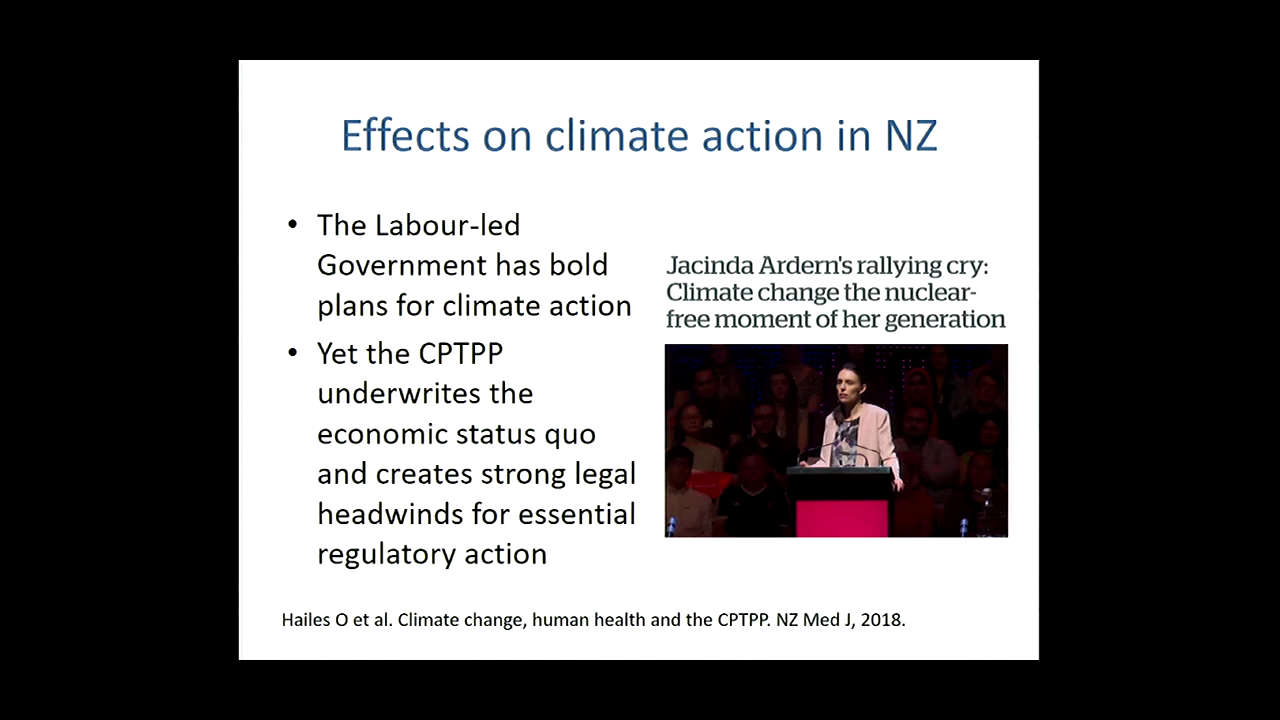 Effects on climate action in NZ
• The Labour-led
Government has bold
plans for climate action
• Yet the CPTPP
underwrites the
economic status quo
and creates strong legal
headwinds for essential
regulatory action
Jacinda Ardern's rallying cry:
Climate change the nuclear-
free moment of her generation
Hailes O et al. Climate change, human health and the CPTPP. NZ Med J, 2018.